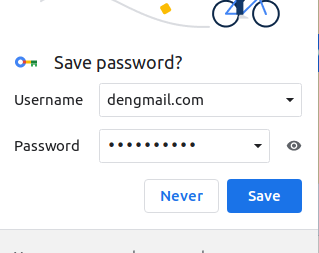 Save password?
Username dengmail.com
Password ••••••••••
Never Save